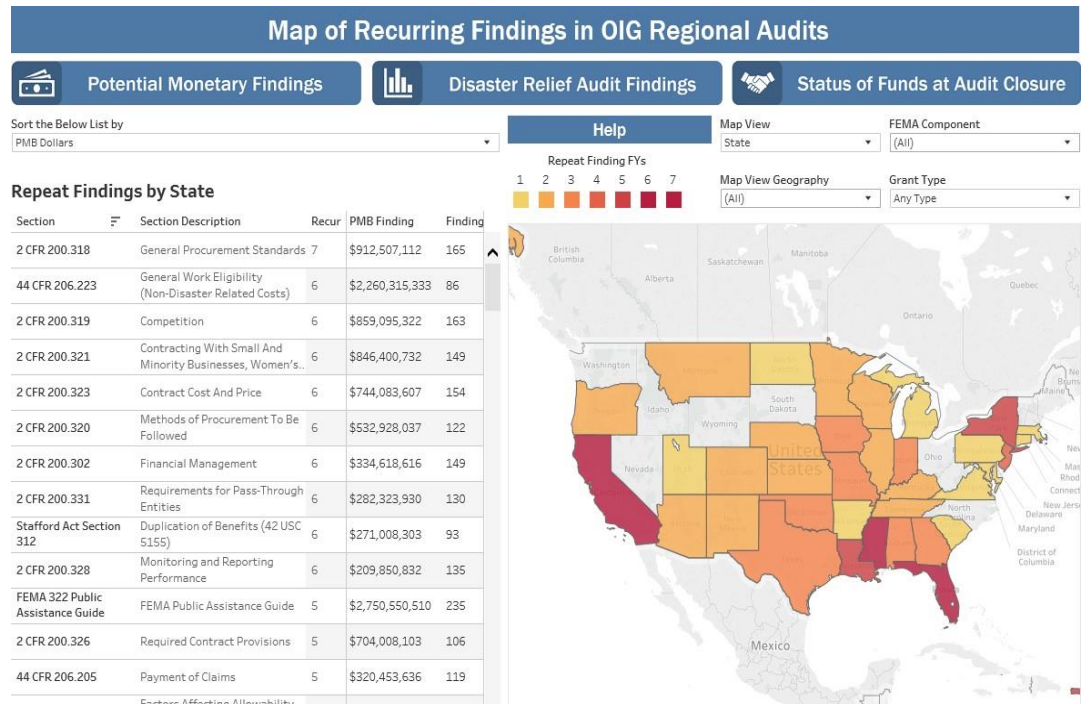 Map of Recurring Findings in OIG Regional Audits
Potential Monetary Findings
Disaster Relief Audit Findings
Status of Funds at Audit Closure
Sort the Below List by
PMB Dollars
Help
Map View
State
FEMA Component
(All)
Repeat Finding FYs
1 2 3 4 5 6 7
Map View Geography
(All)
Grant Type
Any Type
Repeat Findings by State
Section Section Description Recur PMB Finding Finding
2 CFR 200.318 General Procurement Standards 7 $912,507,112 165
44 CFR 206.223 General Work Eligibility
(Non-Disaster Related Costs) 6 $2,260,315,333 86
2 CFR 200.319 Competition 6 $859,095,322 163
2 CFR 200.321 Contracting With Small And
Minority Businesses, Women's.. 6 $846,400,732 149
2 CFR 200.323 Contract Cost And Price 6 $744,083,607 154
2 CFR 200.320 Methods of Procurement To Be
Followed 6 $532,928,037 122
2 CFR 200.302 Financial Management 6 $334,618,616 149
2 CFR 200.331 Requirements for Pass-Through
Entities 6 $282,323,930 130
Stafford Act Section
312 Duplication of Benefits (42 USC
5155) 6 $271,008,303 93
2 CFR 200.328 Monitoring and Reporting
Performance 6 $209,850,832 135
FEMA 322 Public
Assistance Guide FEMA Public Assistance Guide 5 $2,750,550,510 235
2 CFR 200.326 Required Contract Provisions 5 $704,008,103 106
44 CFR 206.205 Payment of Claims 5 $320,453,636 119
Factors Affecting Allowability
British
Columbia
Alberta
Saskatchewan
Manitoba
Ontario
Quebec
Washington
Idaho
South
Dakota
Wyoming
Nevada
United
States
Ohio
North
Carolina
Maine
Delaware
Maryland
District of
Columbia
Mexico